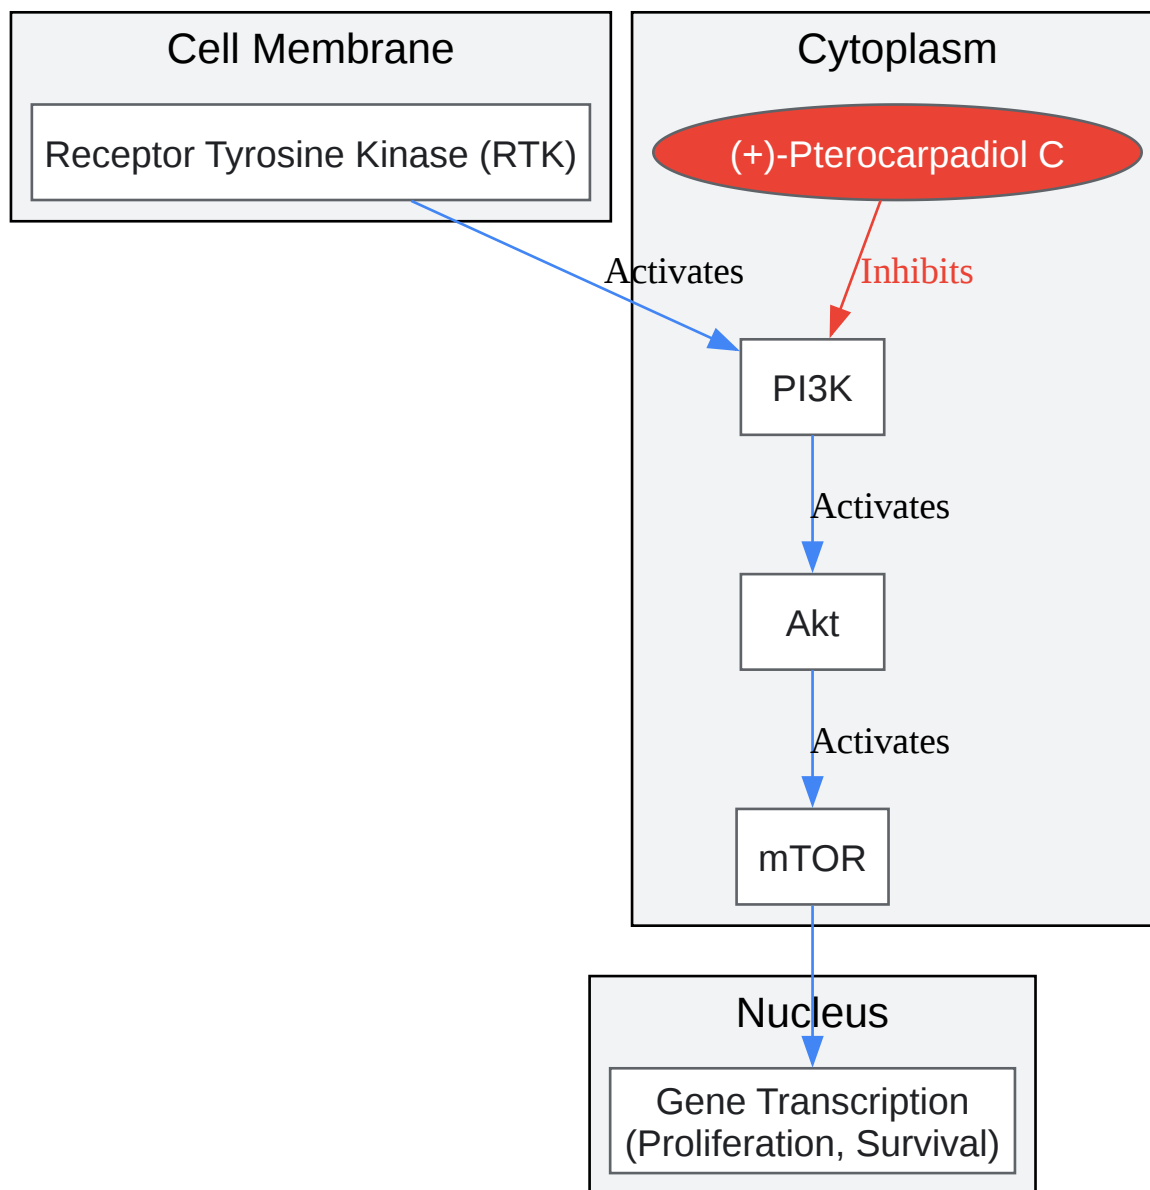 Cell Membrane
Receptor Tyrosine Kinase (RTK)
Cytoplasm
(+)-Pterocarpadiol C
Activates
Inhibits
PI3K
Activates
Akt
Activates
mTOR
Nucleus
Gene Transcription
(Proliferation, Survival)